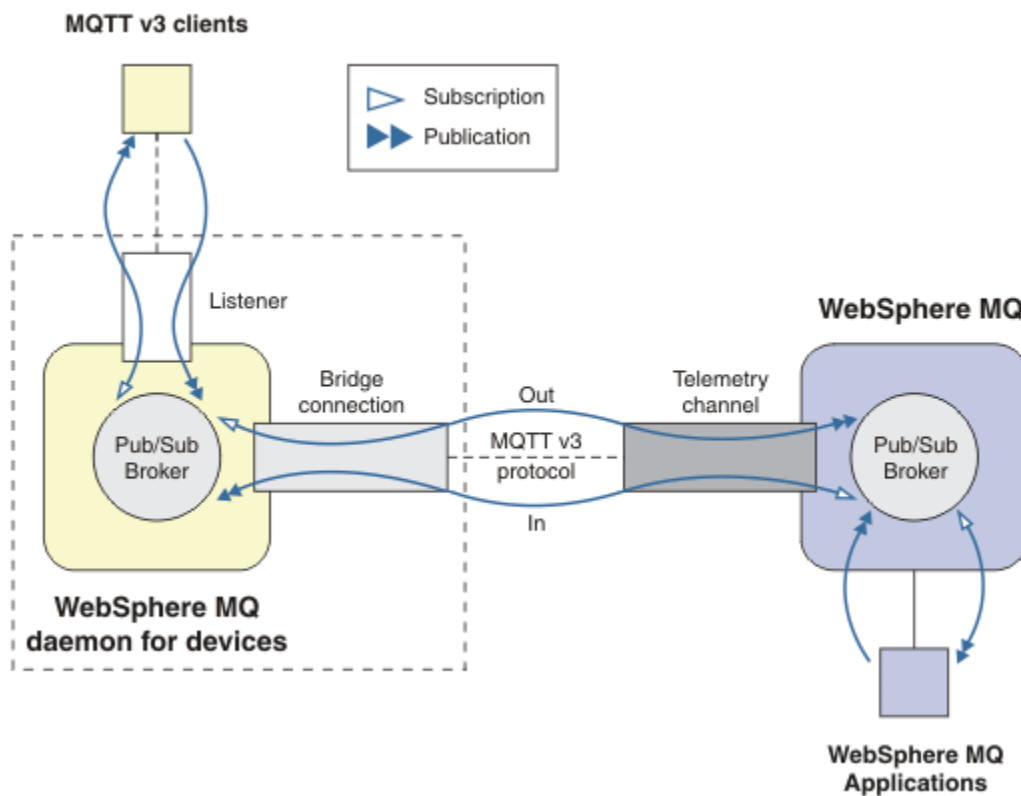 MQTT v3 clients
Subscription
Publication
Listener
WebSphere MQ
Bridge
connection
Out
Telemetry
channel
Pub/Sub
Broker
MQTT v3
protocol
Pub/Sub
Broker
In
WebSphere MQ
daemon for devices
WebSphere MQ
Applications